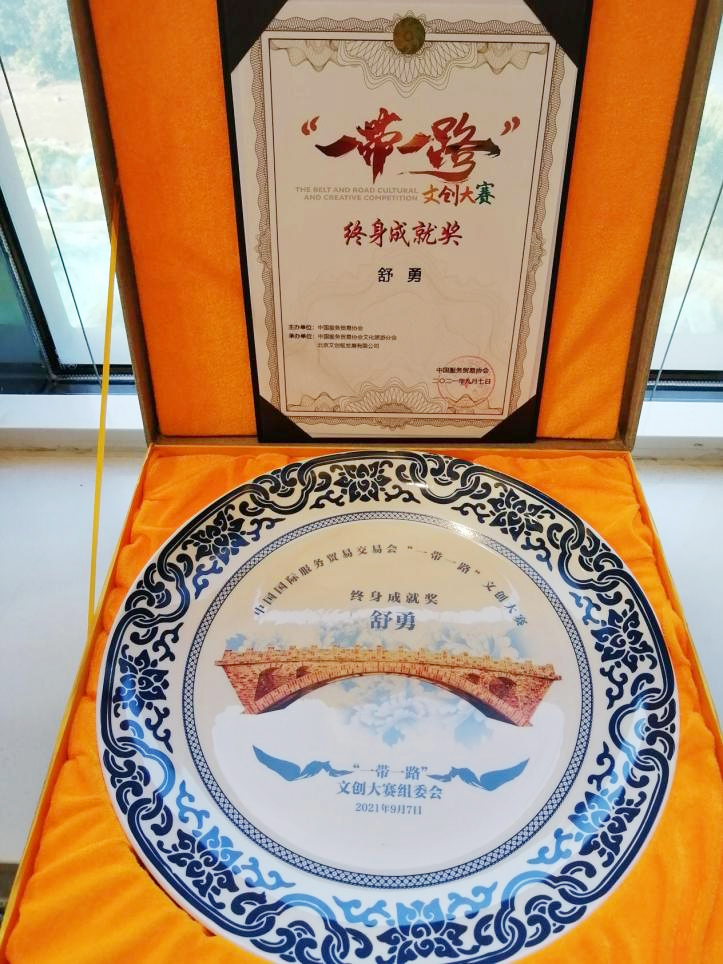 “一带一路”
THE BELT AND ROAD CULTURAL
AND CREATIVE COMPETITION
文创大赛
终身成就奖
舒 勇
主办单位：中国服务贸易协会
承办单位：中国服务贸易协会文化旅游分会
北京文创联发展有限公司
中国服务贸易协会
二〇二一年九月七日
中国国际服务贸易交易会“一带一路”文创大赛
终身成就奖
舒勇
“一带一路”
文创大赛组委会
2021年9月7日